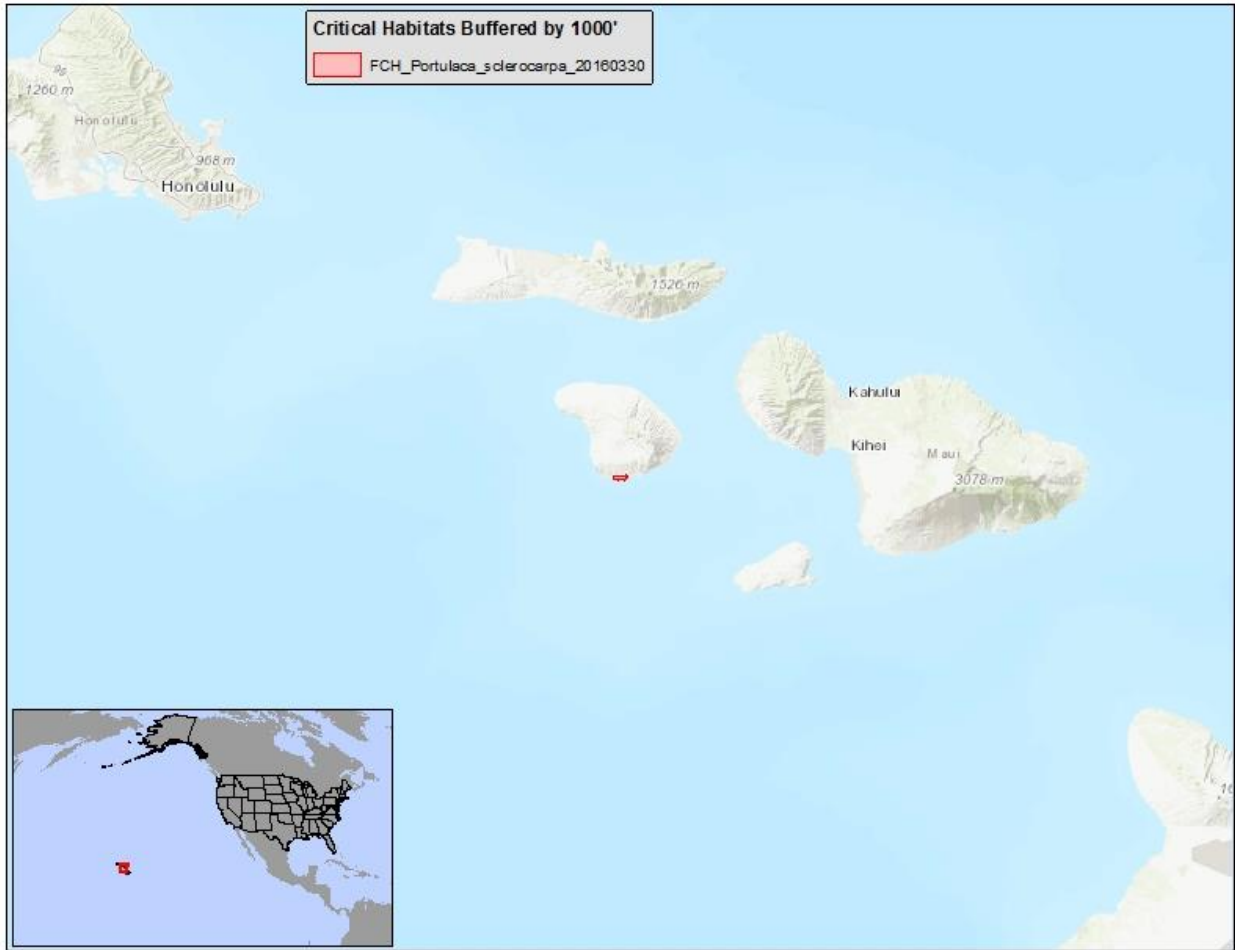 Critical Habitats Buffered by 1000'
FCH_Portulaca_sclerocarpa_20160330
1260 m
Honolulu
968 m
Honolulu
1526 m
Kahului
Kihei
Maui
3078 m